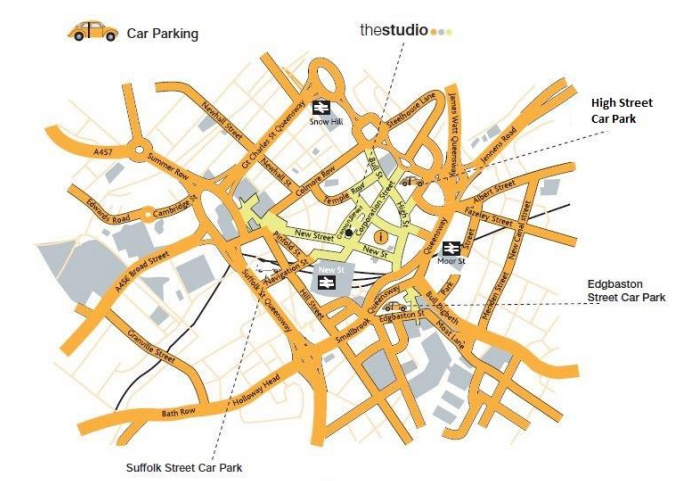 Car Parking
thestudio
High Street
Car Park
Edgbaston
Street Car Park
Suffolk Street Car Park
Snow Hill
Newhall Street
Gt Charles St Queensway
Newhall St
Colmore Row
Temple Row
Steelhouse Lane
James Watt Queensway
Jennens Road
Bull St
Corporation Street
High St
Albert Street
Fazeley Street
New Canal Street
Meriden Street
A457
Summer Row
Edwards Road
Cambridge St
A456 Broad Street
Granville Street
Bath Row
Holloway Head
Suffolk St Queensway
Pinfold St
Navigation St
New Street
New St
New St
Hill Street
Smallbrook
Queensway
Queensway
Moor St
Park
Street
Edgbaston St
Bull Ring
Digbeth
Moat Lane
i